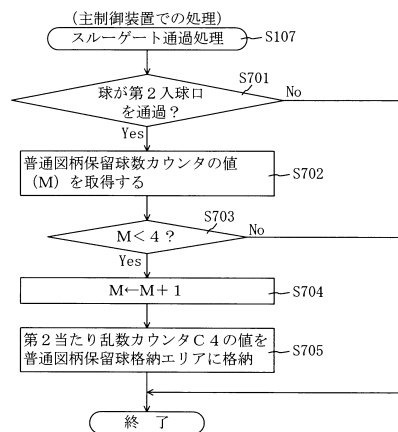 (主制御装置での処理)
スルーゲート通過処理
S107
球が第2入球口
を通過?
S701
No
Yes
普通図柄保留球数カウンタの値
(M)を取得する
S702
M<4?
S703
No
Yes
M←M+1
S704
第2当たり乱数カウンタC4の値を
普通図柄保留球格納エリアに格納
S705
終 了